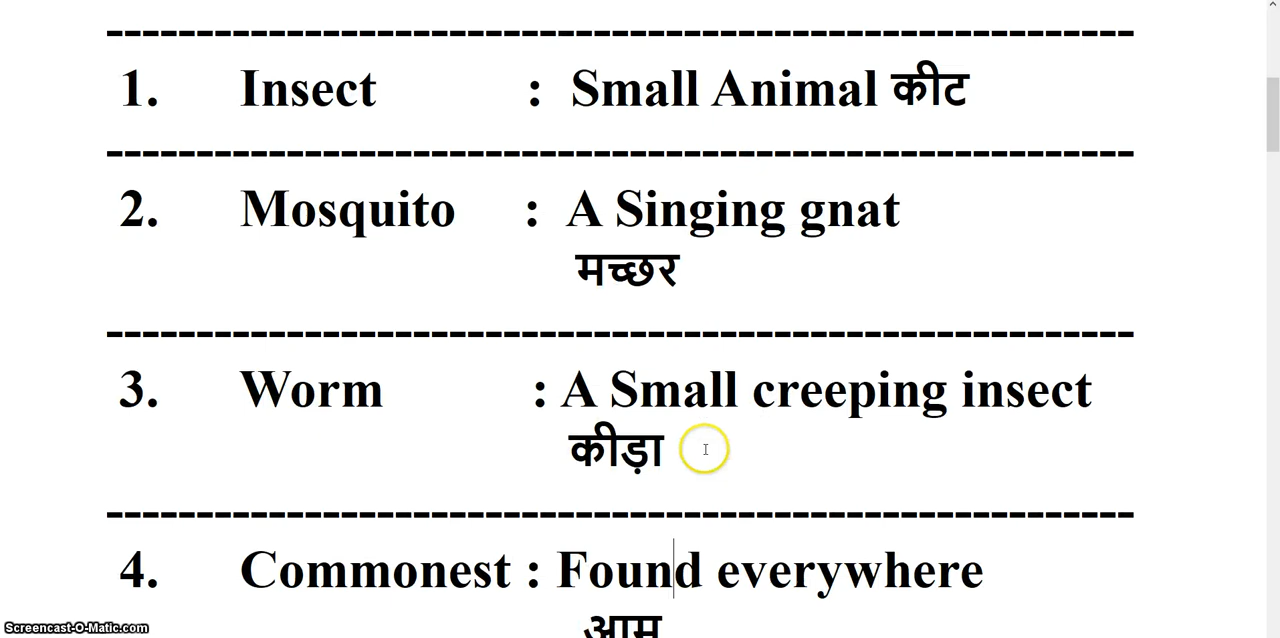 1. Insect : Small Animal कीट
2. Mosquito : A Singing gnat
मच्छर
3. Worm : A Small creeping insect
कीड़ा
4. Commonest : Found everywhere
आम
Screencast-O-Matic.com